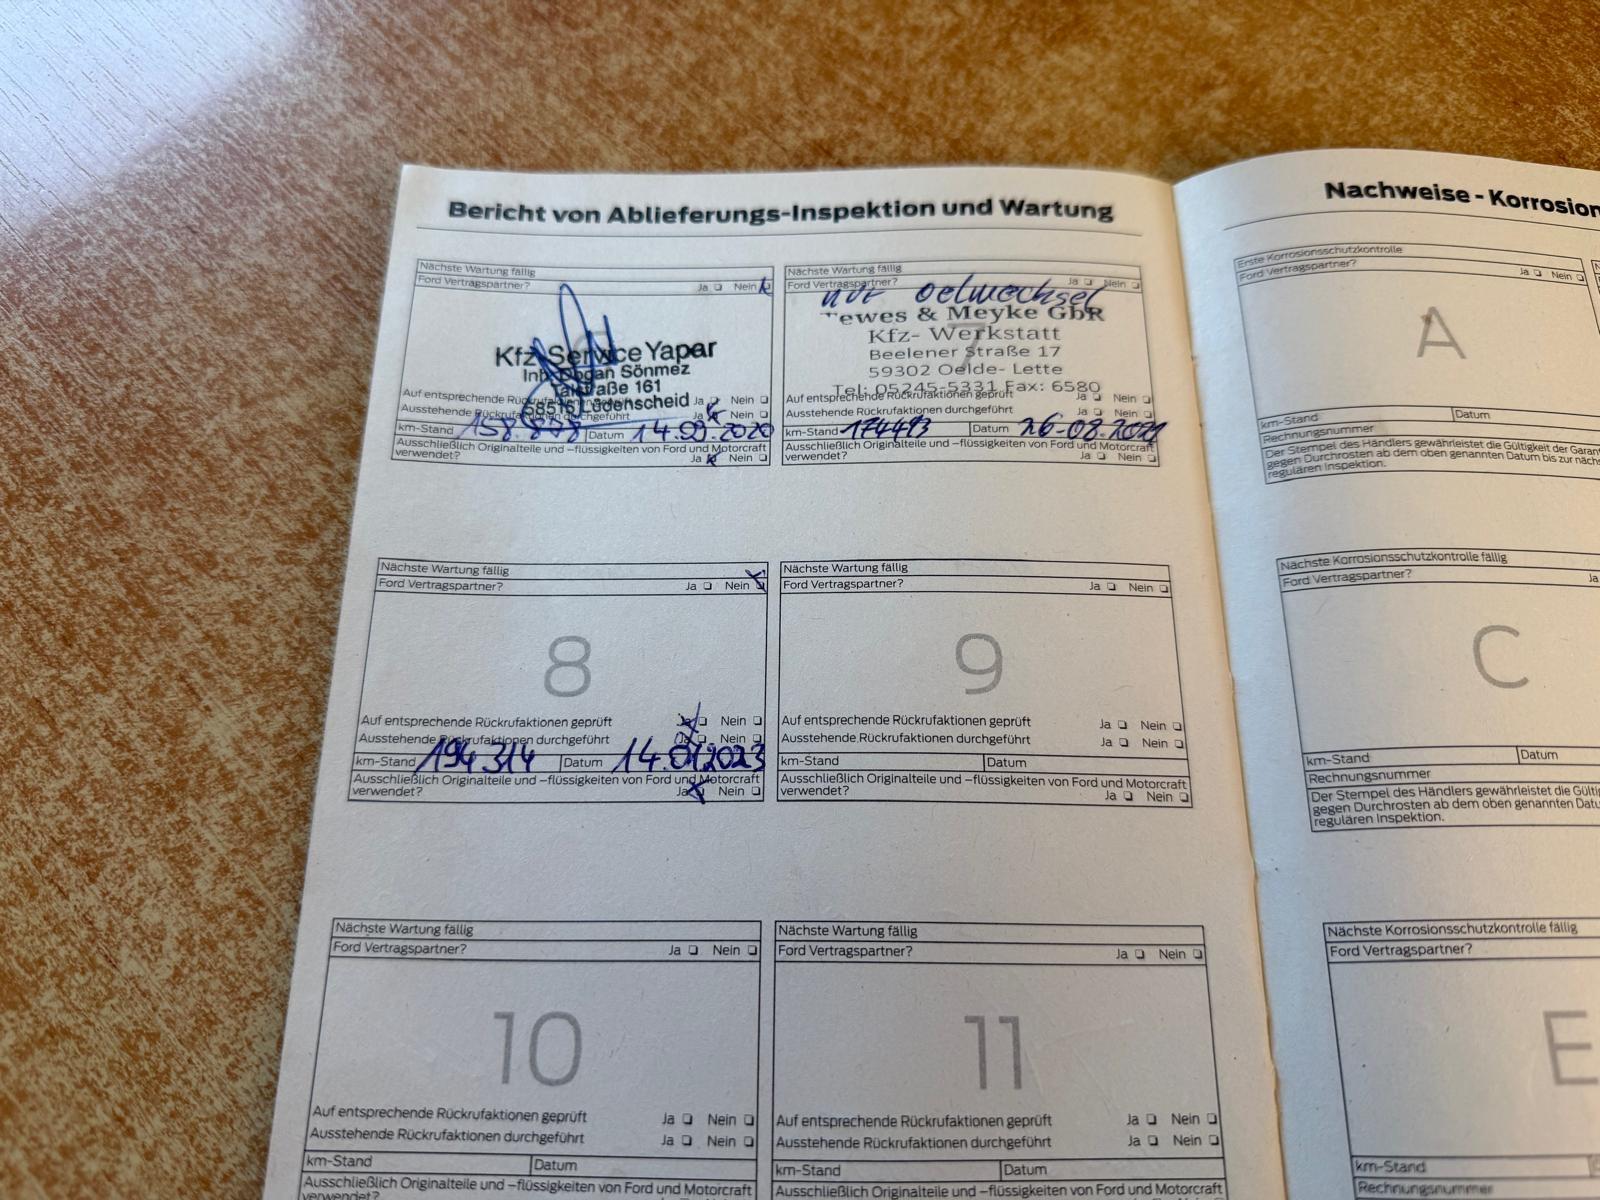 Bericht von Ablieferungs-Inspektion und Wartung
Nächste Wartung fällig
Ford Vertragspartner? Ja Nein
Kfz-Service Yapar
Inh. Dogan Sönmez
Talstraße 161
58516 Lüdenscheid
Auf entsprechende Rückrufaktionen geprüft Ja Nein
Ausstehende Rückrufaktionen durchgeführt Ja Nein
km-Stand 158.878 Datum 14.09.2020
Ausschließlich Originalteile und –flüssigkeiten von Ford und Motorcraft
verwendet? Ja Nein
Nächste Wartung fällig
Ford Vertragspartner? Ja Nein
nur oelwechsel
Tewes & Meyke GbR
Kfz- Werkstatt
Beelener Straße 17
59302 Oelde- Lette
Tel: 05245-5331 Fax: 6580
Auf entsprechende Rückrufaktionen geprüft Ja Nein
Ausstehende Rückrufaktionen durchgeführt Ja Nein
km-Stand 174493 Datum 26-08.2021
Ausschließlich Originalteile und –flüssigkeiten von Ford und Motorcraft
verwendet? Ja Nein
Nächste Wartung fällig
Ford Vertragspartner? Ja Nein
8
Auf entsprechende Rückrufaktionen geprüft Ja Nein
Ausstehende Rückrufaktionen durchgeführt Ja Nein
km-Stand 194.314 Datum 14.01.2023
Ausschließlich Originalteile und –flüssigkeiten von Ford und Motorcraft
verwendet? Ja Nein
Nächste Wartung fällig
Ford Vertragspartner? Ja Nein
9
Auf entsprechende Rückrufaktionen geprüft Ja Nein
Ausstehende Rückrufaktionen durchgeführt Ja Nein
km-Stand Datum
Ausschließlich Originalteile und –flüssigkeiten von Ford und Motorcraft
verwendet? Ja Nein
Nächste Wartung fällig
Ford Vertragspartner? Ja Nein
10
Auf entsprechende Rückrufaktionen geprüft Ja Nein
Ausstehende Rückrufaktionen durchgeführt Ja Nein
km-Stand Datum
Ausschließlich Originalteile und –flüssigkeiten von Ford und Motorcraft
verwendet?
Nächste Wartung fällig
Ford Vertragspartner? Ja Nein
11
Auf entsprechende Rückrufaktionen geprüft Ja Nein
Ausstehende Rückrufaktionen durchgeführt Ja Nein
km-Stand Datum
Ausschließlich Originalteile und –flüssigkeiten von Ford und Motorcraft
Nachweise - Korrosion
Erste Korrosionsschutzkontrolle
Ford Vertragspartner? Ja Nein
A
km-Stand Datum
Rechnungsnummer
Der Stempel des Händlers gewährleistet die Gültigkeit der Garan
gegen Durchrosten ab dem oben genannten Datum bis zur näch
regulären Inspektion.
Nächste Korrosionsschutzkontrolle fällig
Ford Vertragspartner? Ja
C
km-Stand Datum
Rechnungsnummer
Der Stempel des Händlers gewährleistet die Gülti
gegen Durchrosten ab dem oben genannten Datu
regulären Inspektion.
Nächste Korrosionsschutzkontrolle fällig
Ford Vertragspartner?
E
km-Stand
Rechnungsnummer